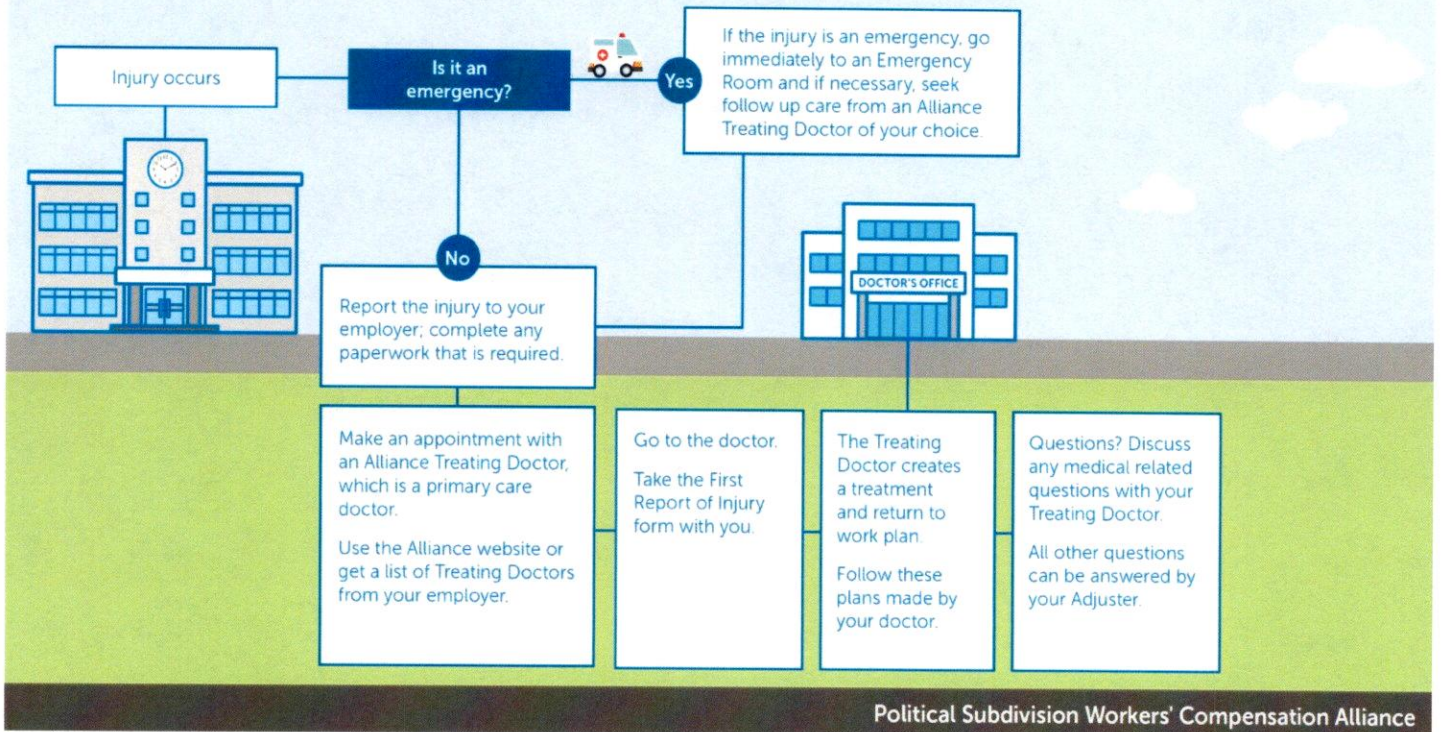 Injury occurs
Is it an
emergency?
Yes
If the injury is an emergency, go
immediately to an Emergency
Room and if necessary, seek
follow up care from an Alliance
Treating Doctor of your choice.
No
Report the injury to your
employer; complete any
paperwork that is required.
DOCTOR'S OFFICE
Make an appointment with
an Alliance Treating Doctor,
which is a primary care
doctor.
Use the Alliance website or
get a list of Treating Doctors
from your employer.
Go to the doctor.
Take the First
Report of Injury
form with you.
The Treating
Doctor creates
a treatment
and return to
work plan.
Follow these
plans made by
your doctor.
Questions? Discuss
any medical related
questions with your
Treating Doctor.
All other questions
can be answered by
your Adjuster.
Political Subdivision Workers' Compensation Alliance